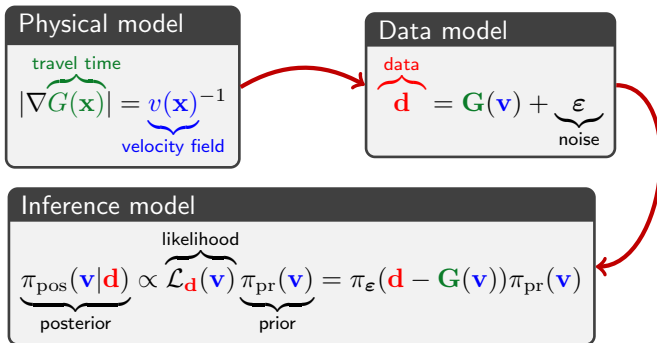 Physical model
travel time
|∇G(𝐱)| = v(𝐱)⁻¹
velocity field
Data model
data
𝐝 = 𝐆(𝐯) + 𝜺
noise
Inference model
likelihood
π_pos(𝐯|𝐝) ∝ ℒ_𝐝(𝐯) π_pr(𝐯) = π_𝜺(𝐝 − 𝐆(𝐯))π_pr(𝐯)
posterior prior